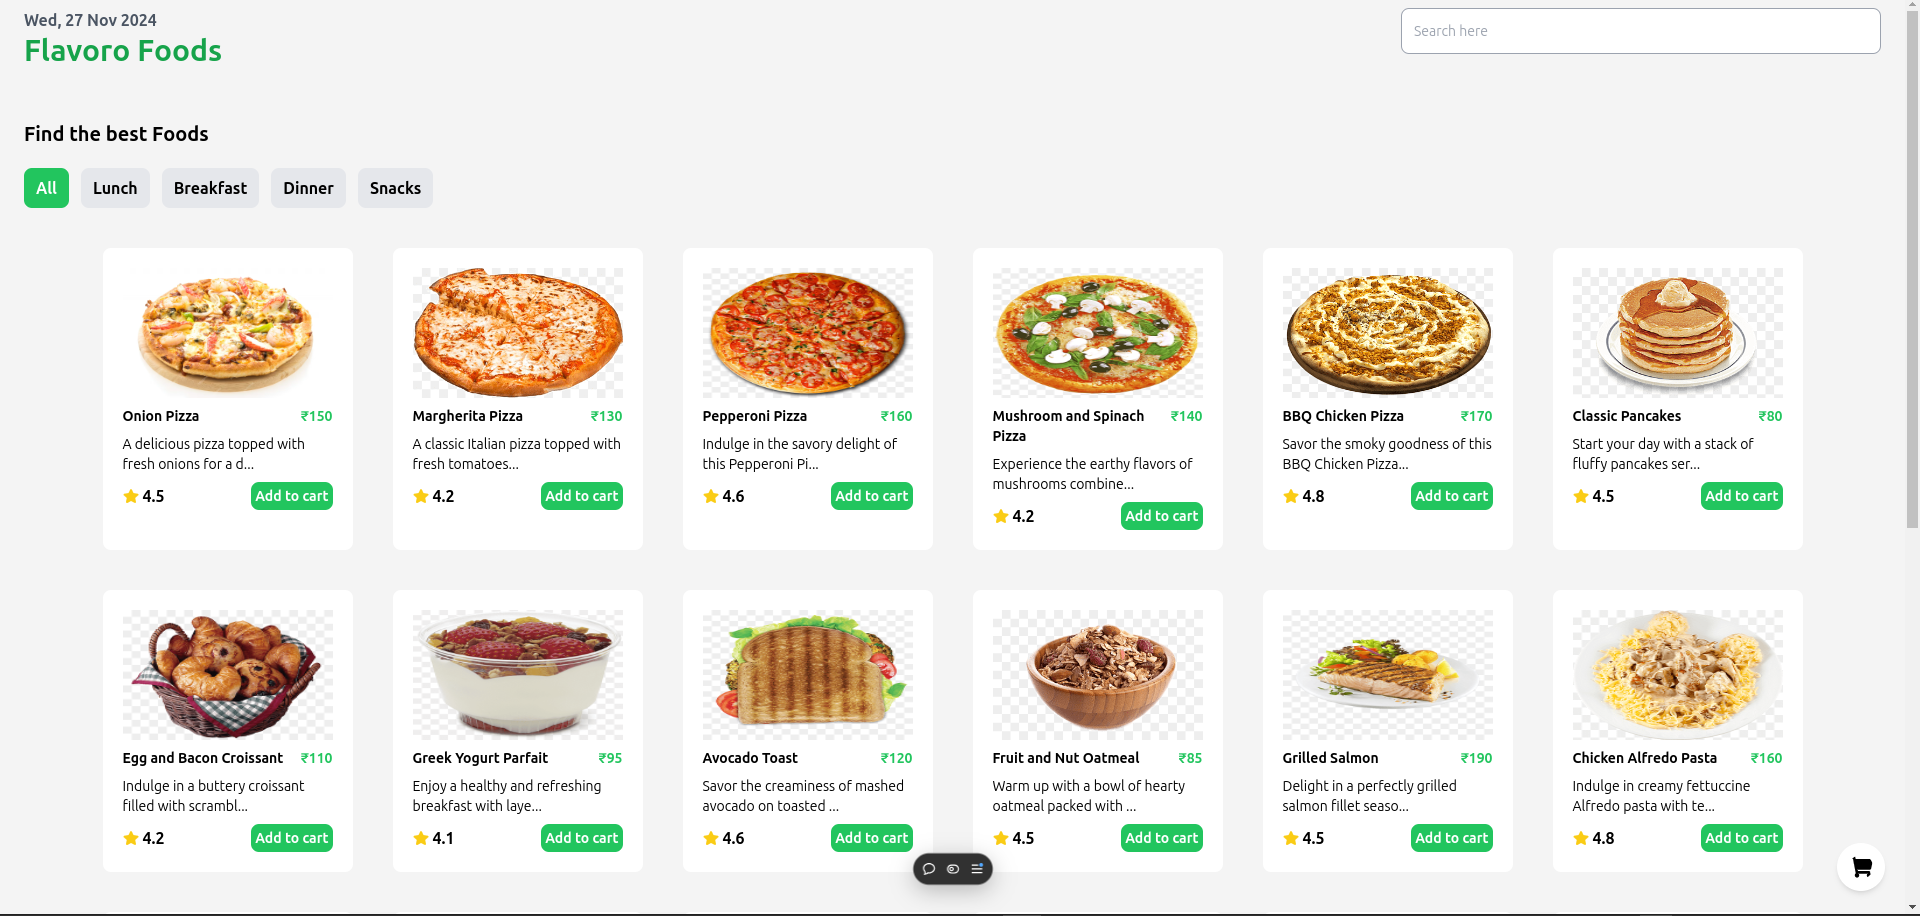 Wed, 27 Nov 2024
Flavoro Foods
Search here
Find the best Foods
All
Lunch
Breakfast
Dinner
Snacks
Onion Pizza
₹150
A delicious pizza topped with
fresh onions for a d...
4.5
Add to cart
Margherita Pizza
₹130
A classic Italian pizza topped with
fresh tomatoes...
4.2
Add to cart
Pepperoni Pizza
₹160
Indulge in the savory delight of
this Pepperoni Pi...
4.6
Add to cart
Mushroom and Spinach
Pizza
₹140
Experience the earthy flavors of
mushrooms combine...
4.2
Add to cart
BBQ Chicken Pizza
₹170
Savor the smoky goodness of this
BBQ Chicken Pizza...
4.8
Add to cart
Classic Pancakes
₹80
Start your day with a stack of
fluffy pancakes ser...
4.5
Add to cart
Egg and Bacon Croissant
₹110
Indulge in a buttery croissant
filled with scrambl...
4.2
Add to cart
Greek Yogurt Parfait
₹95
Enjoy a healthy and refreshing
breakfast with laye...
4.1
Add to cart
Avocado Toast
₹120
Savor the creaminess of mashed
avocado on toasted ...
4.6
Add to cart
Fruit and Nut Oatmeal
₹85
Warm up with a bowl of hearty
oatmeal packed with ...
4.5
Add to cart
Grilled Salmon
₹190
Delight in a perfectly grilled
salmon fillet seaso...
4.5
Add to cart
Chicken Alfredo Pasta
₹160
Indulge in creamy fettuccine
Alfredo pasta with te...
4.8
Add to cart